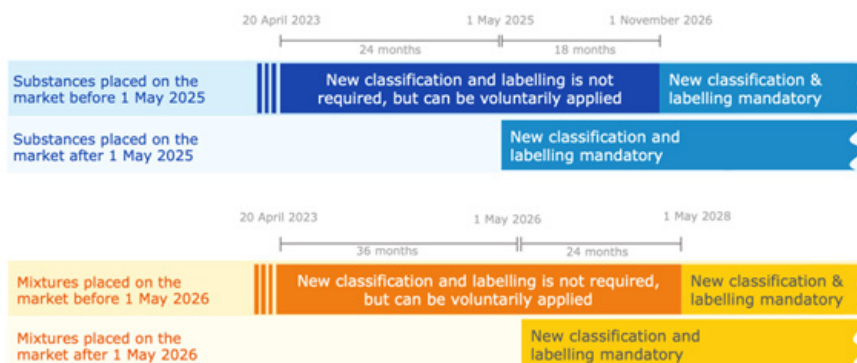 20 April 2023 1 May 2025 1 November 2026
24 months 18 months
Substances placed on the
market before 1 May 2025
New classification and labelling is not
required, but can be voluntarily applied
New classification &
labelling mandatory
Substances placed on the
market after 1 May 2025
New classification and
labelling mandatory
20 April 2023 1 May 2026 1 May 2028
36 months 24 months
Mixtures placed on the
market before 1 May 2026
New classification and labelling is not required,
but can be voluntarily applied
New classification &
labelling mandatory
Mixtures placed on the
market after 1 May 2026
New classification and
labelling mandatory